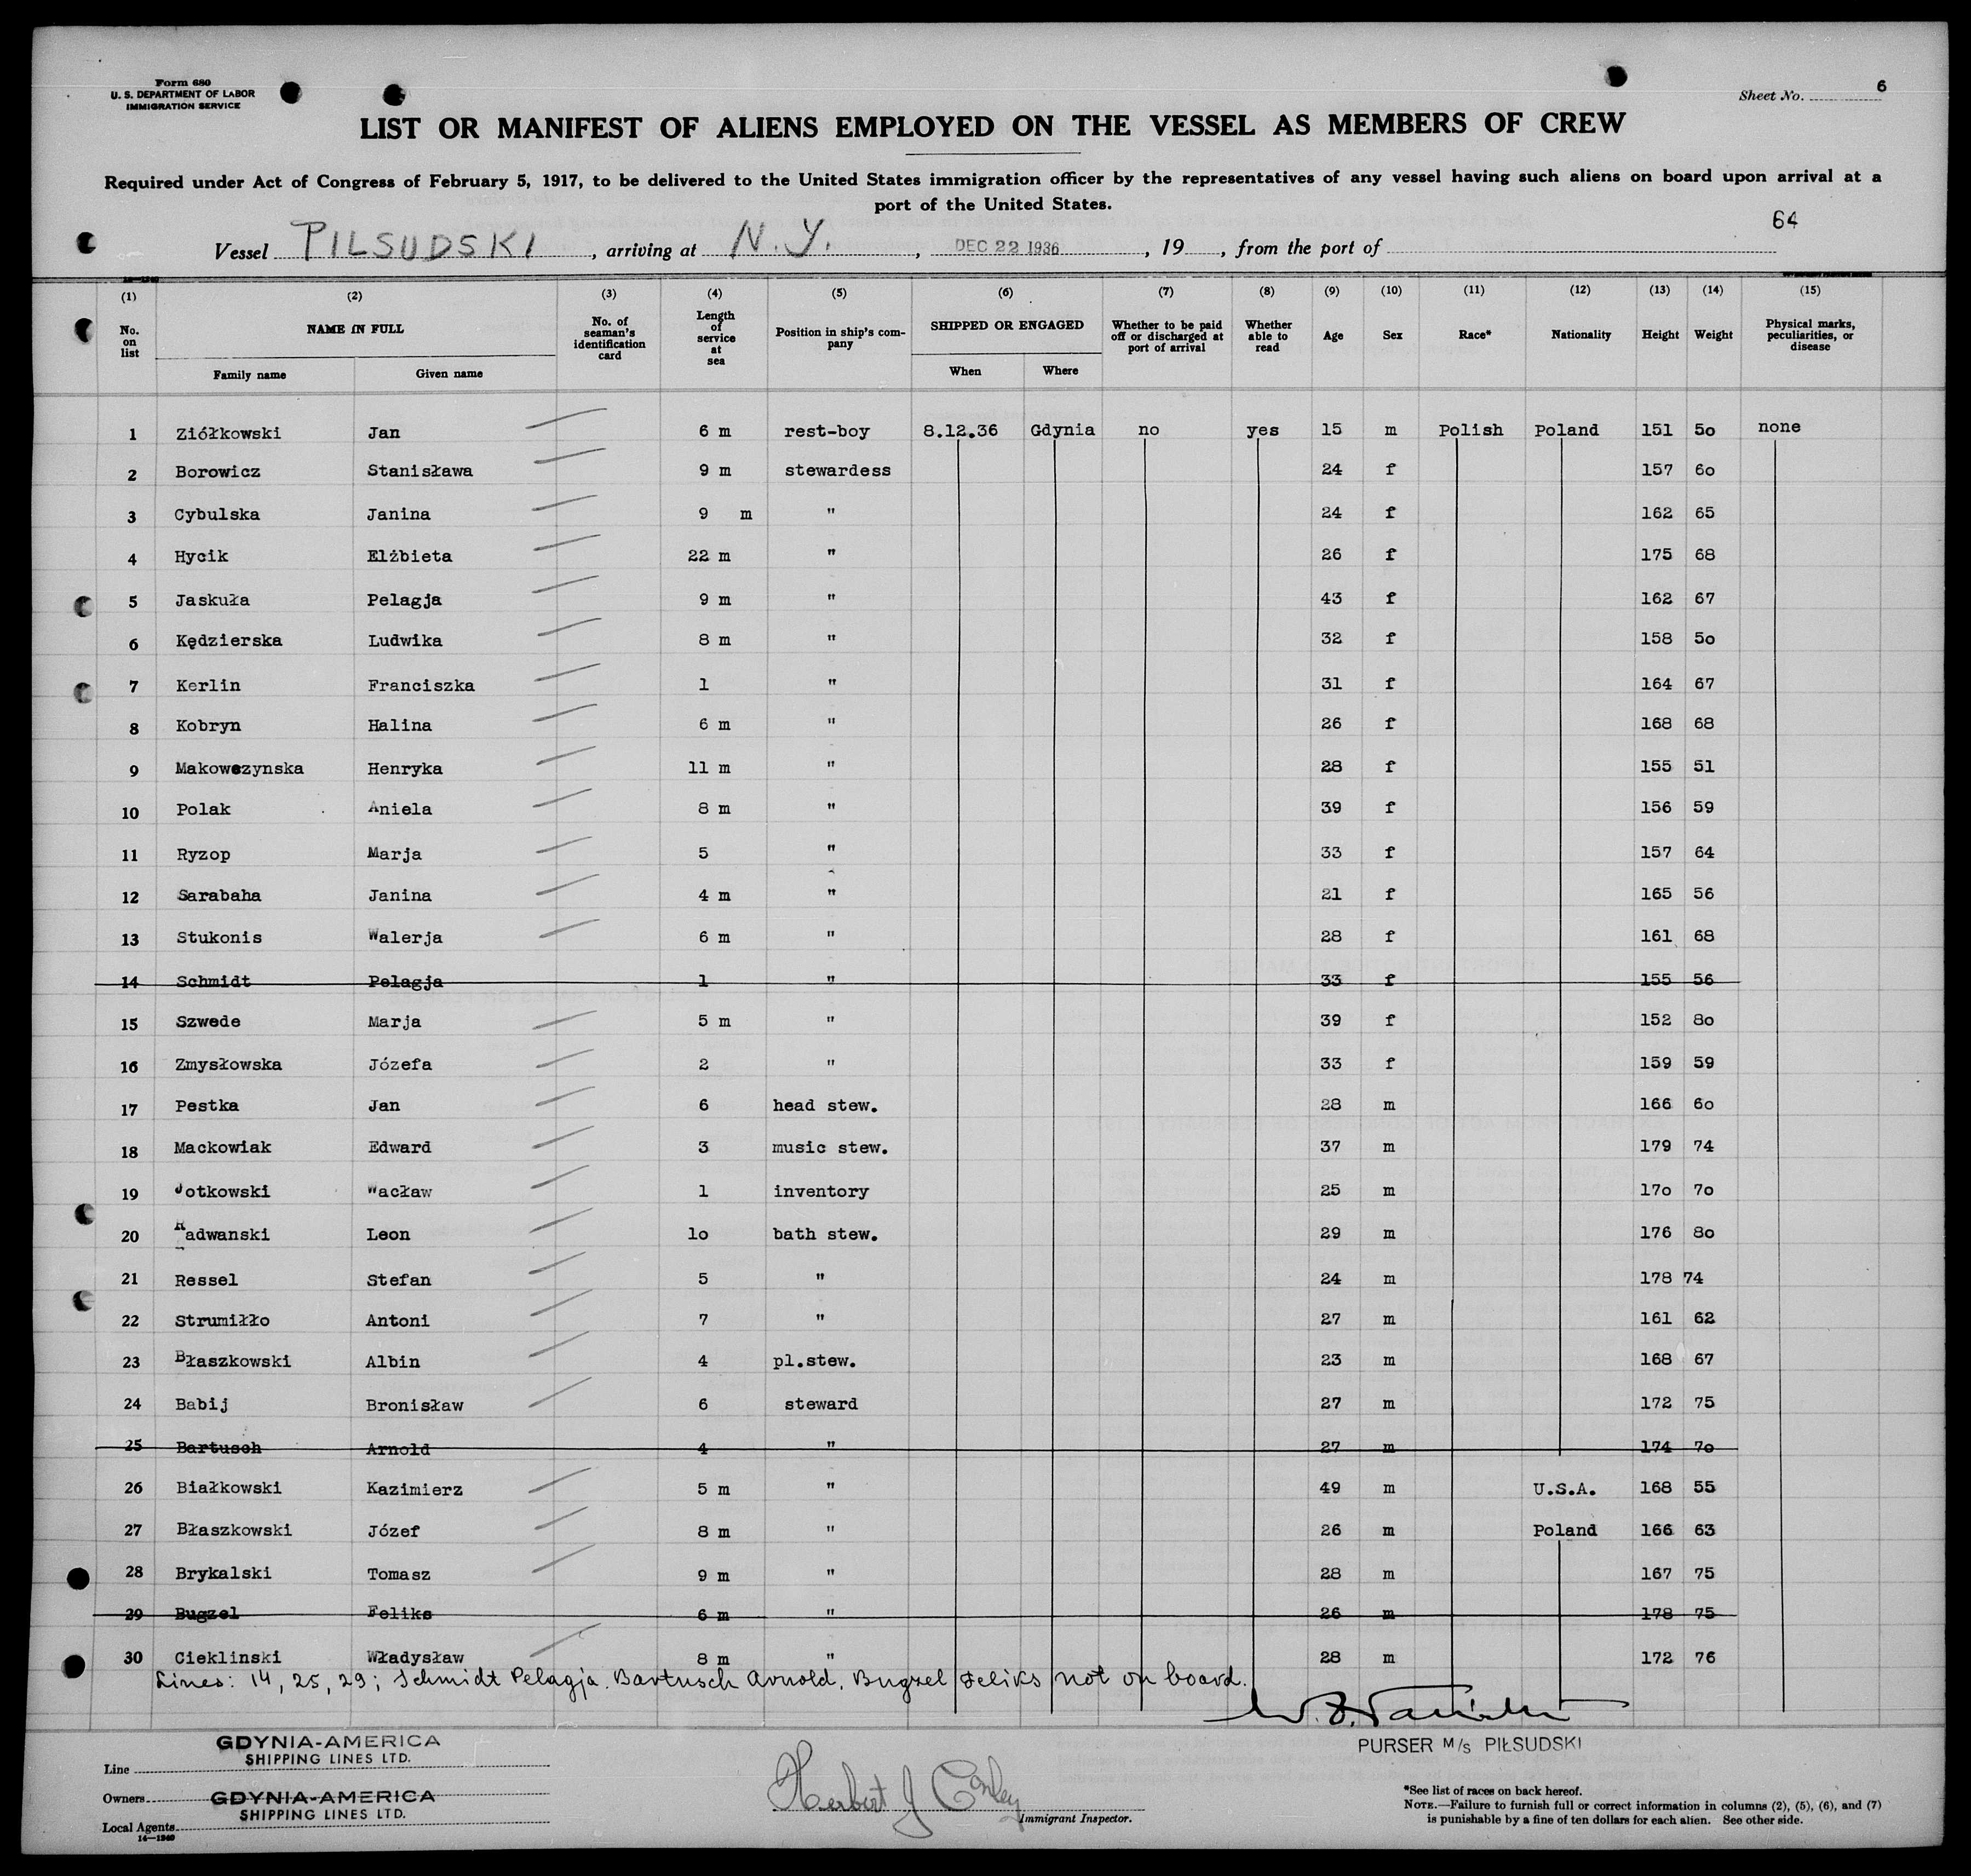 Form 680
U. S. DEPARTMENT OF LABOR
IMMIGRATION SERVICE
Sheet No. 6
LIST OR MANIFEST OF ALIENS EMPLOYED ON THE VESSEL AS MEMBERS OF CREW
Required under Act of Congress of February 5, 1917, to be delivered to the United States immigration officer by the representatives of any vessel having such aliens on board upon arrival at a
port of the United States.
64
Vessel PILSUDSKI, arriving at N.Y., DEC 22 1936, 19, from the port of
(1) (2) (3) (4) (5) (6) (7) (8) (9) (10) (11) (12) (13) (14) (15)
No. on list NAME IN FULL No. of seaman's identification card Length of service at sea Position in ship's company SHIPPED OR ENGAGED Whether to be paid off or discharged at port of arrival Whether able to read Age Sex Race* Nationality Height Weight Physical marks, peculiarities, or disease
Family name Given name When Where
1 Ziółkowski Jan 6 m rest-boy 8.12.36 Gdynia no yes 15 m Polish Poland 151 50 none
2 Borowicz Stanisława 9 m stewardess 24 f 157 60
3 Cybulska Janina 9 m " 24 f 162 65
4 Hycik Elżbieta 22 m " 26 f 175 68
5 Jaskuła Pelagja 9 m " 43 f 162 67
6 Kędzierska Ludwika 8 m " 32 f 158 50
7 Kerlin Franciszka 1 " 31 f 164 67
8 Kobryn Halina 6 m " 26 f 168 68
9 Makowezynska Henryka 11 m " 28 f 155 51
10 Polak Aniela 8 m " 39 f 156 59
11 Ryzop Marja 5 " 33 f 157 64
12 Sarabaha Janina 4 m " 21 f 165 56
13 Stukonis Walerja 6 m " 28 f 161 68
14 Schmidt Pelagja 1 " 33 f 155 56
15 Szwede Marja 5 m " 39 f 152 80
16 Zmysłowska Józefa 2 " 33 f 159 59
17 Pestka Jan 6 head stew. 28 m 166 60
18 Mackowiak Edward 3 music stew. 37 m 179 74
19 Jotkowski Wacław 1 inventory 25 m 170 70
20 Radwanski Leon 10 bath stew. 29 m 176 80
21 Ressel Stefan 5 " 24 m 178 74
22 Strumiłło Antoni 7 " 27 m 161 62
23 Błaszkowski Albin 4 pl.stew. 23 m 168 67
24 Babij Bronisław 6 steward 27 m 172 75
25 Bartusch Arnold 4 " 27 m 174 70
26 Białkowski Kazimierz 5 m " 49 m U.S.A. 168 55
27 Błaszkowski Józef 8 m " 26 m Poland 166 63
28 Brykalski Tomasz 9 m " 28 m 167 75
29 Bugzel Feliks 6 m " 26 m 178 75
30 Cieklinski Władysław 8 m " 28 m 172 76
Lines: 14, 25, 29; Schmidt Pelagja, Bartusch Arnold, Bugzel Feliks not on board.
PURSER M/s PIŁSUDSKI
GDYNIA-AMERICA
SHIPPING LINES LTD.
Line
Owners GDYNIA-AMERICA
SHIPPING LINES LTD.
Local Agents
14—1240
Herbert J Conley
Immigrant Inspector.
*See list of races on back hereof.
NOTE.—Failure to furnish full or correct information in columns (2), (5), (6), and (7)
is punishable by a fine of ten dollars for each alien. See other side.